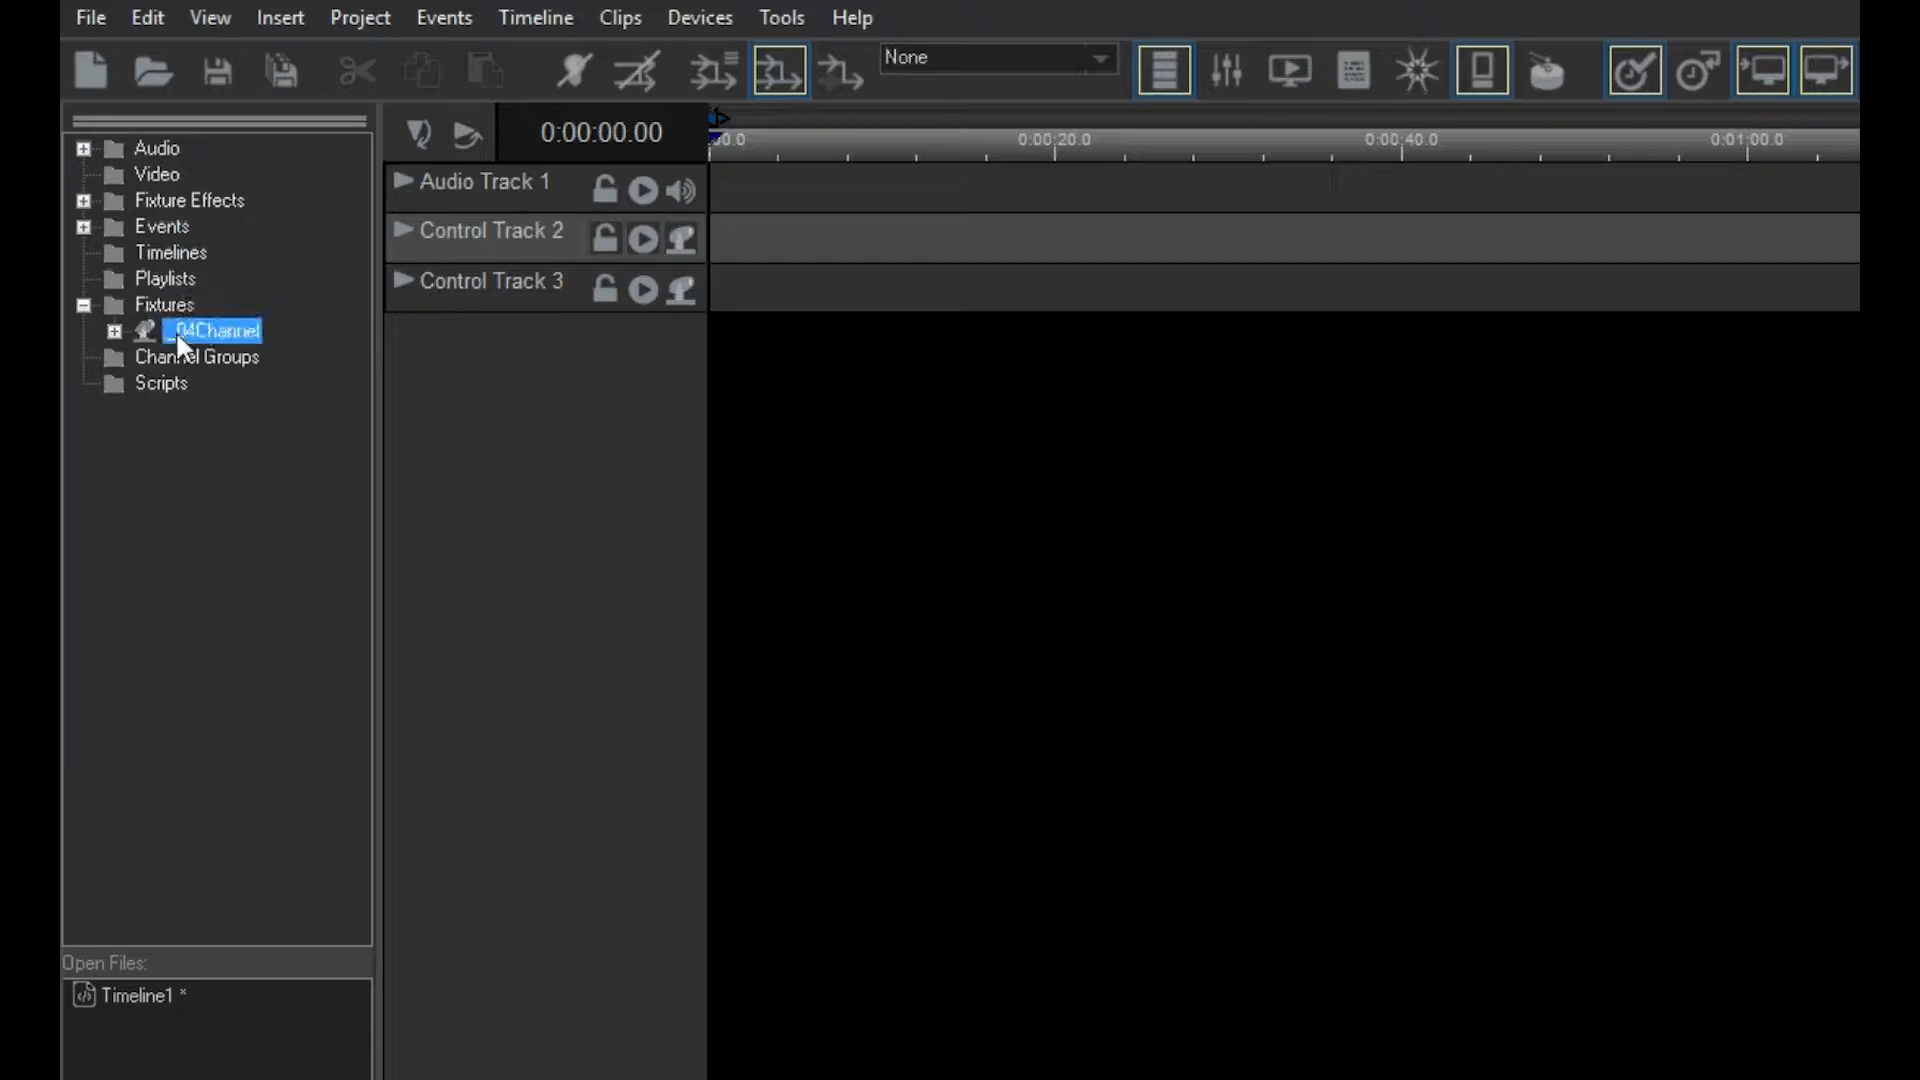 File Edit View Insert Project Events Timeline Clips Devices Tools Help
None
0:00:00.00
0:00:20.0 0:00:40.0 0:01:00.0
Audio Track 1
Control Track 2
Control Track 3
Audio
Video
Fixture Effects
Events
Timelines
Playlists
Fixtures
_04Channel
Channel Groups
Scripts
Open Files:
Timeline1 *